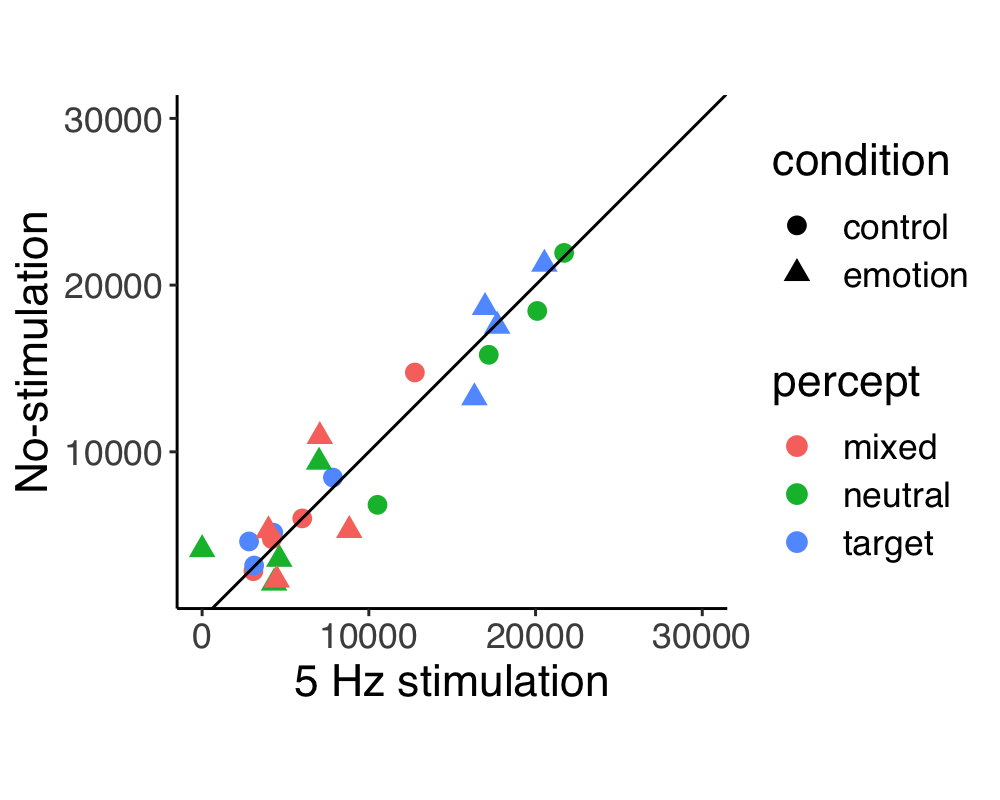 30000
20000
10000
No-stimulation
0
10000
20000
30000
5 Hz stimulation
condition
control
emotion
percept
mixed
neutral
target